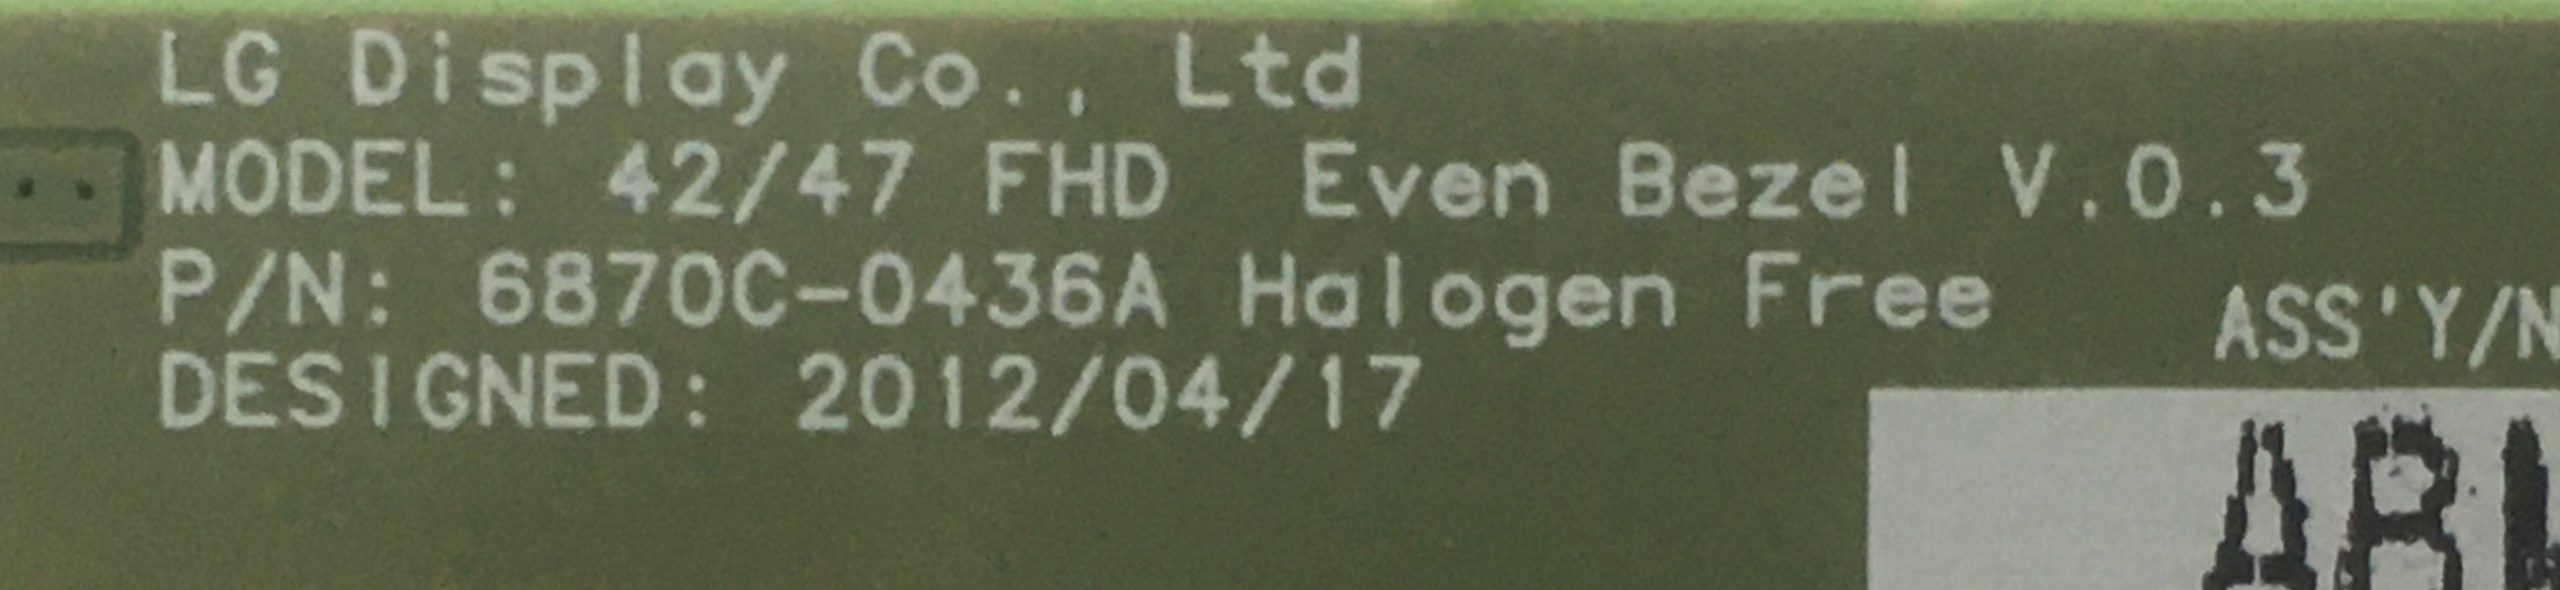 LG Display Co., Ltd
MODEL: 42/47 FHD  Even Bezel V.0.3
P/N: 6870C-0436A Halogen Free
DESIGNED: 2012/04/17
ASS'Y/N